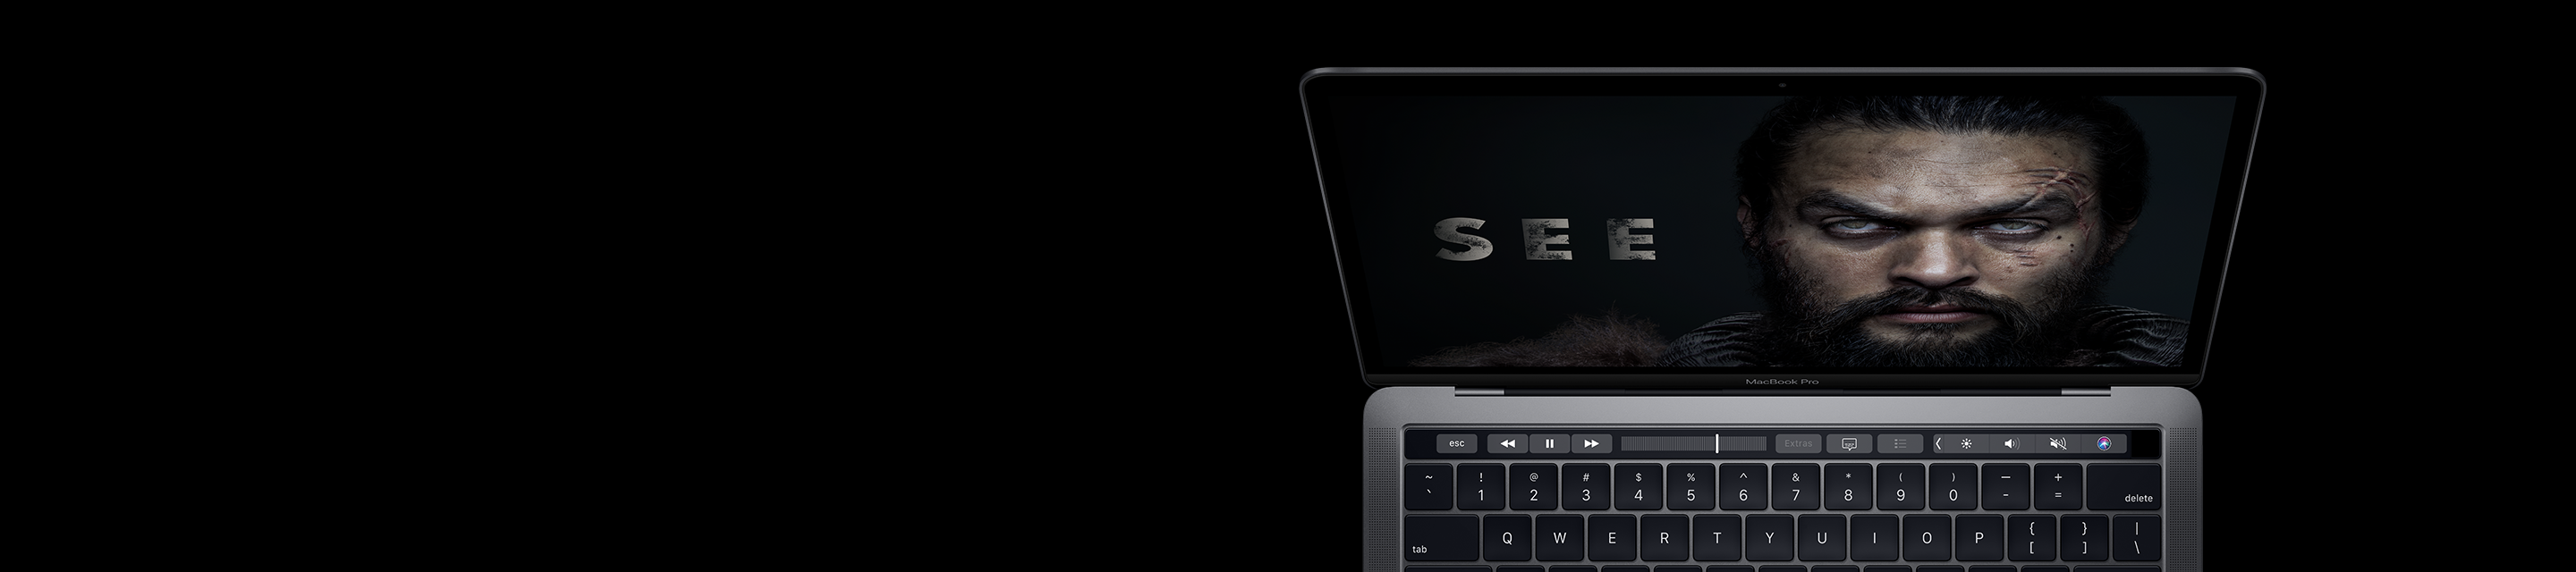 SEE
MacBook Pro
esc Extras
~ ! @ # $ % ^ & * ( ) — +
` 1 2 3 4 5 6 7 8 9 0 - = delete
tab Q W E R T Y U I O P { [ } ] | \